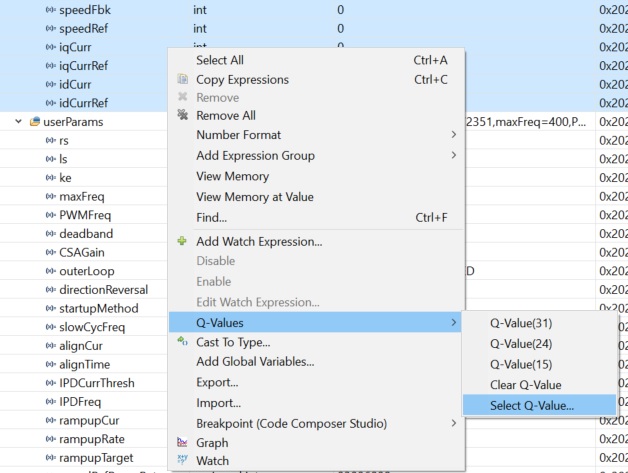 speedFbk int 0 0x202
speedRef int 0 0x202
iqCurr int 0 0x202
iqCurrRef Select All Ctrl+A 0x202
idCurr Copy Expressions Ctrl+C 0x202
idCurrRef Remove 0x202
userParams Remove All 2351,maxFreq=400,P... 0x202
rs Number Format 0x202
ls Add Expression Group 0x202
ke View Memory 0x202
maxFreq View Memory at Value 0x202
PWMFreq Find... Ctrl+F 0x202
deadband Add Watch Expression... 0x202
CSAGain Disable 0x202
outerLoop Enable D 0x202
directionReversal 0x202
startupMethod Edit Watch Expression... 0x202
slowCycFreq Q-Values Q-Value(31)
alignCur Cast To Type... Q-Value(24)
alignTime Add Global Variables... Q-Value(15)
IPDCurrThresh Export... Clear Q-Value
IPDFreq Import... Select Q-Value...
rampupCur Breakpoint (Code Composer Studio) 0x202
rampupRate Graph 0x202
rampupTarget Watch 0x202